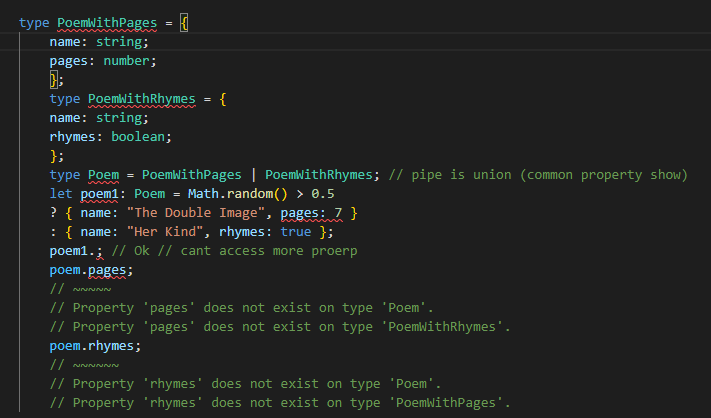 type PoemWithPages = {
name: string;
pages: number;
};
type PoemWithRhymes = {
name: string;
rhymes: boolean;
};
type Poem = PoemWithPages | PoemWithRhymes; // pipe is union (common property show)
let poem1: Poem = Math.random() > 0.5
? { name: "The Double Image", pages: 7 }
: { name: "Her Kind", rhymes: true };
poem1.; // Ok // cant access more proerp
poem.pages;
// ~~~~~
// Property 'pages' does not exist on type 'Poem'.
// Property 'pages' does not exist on type 'PoemWithRhymes'.
poem.rhymes;
// ~~~~~~
// Property 'rhymes' does not exist on type 'Poem'.
// Property 'rhymes' does not exist on type 'PoemWithPages'.